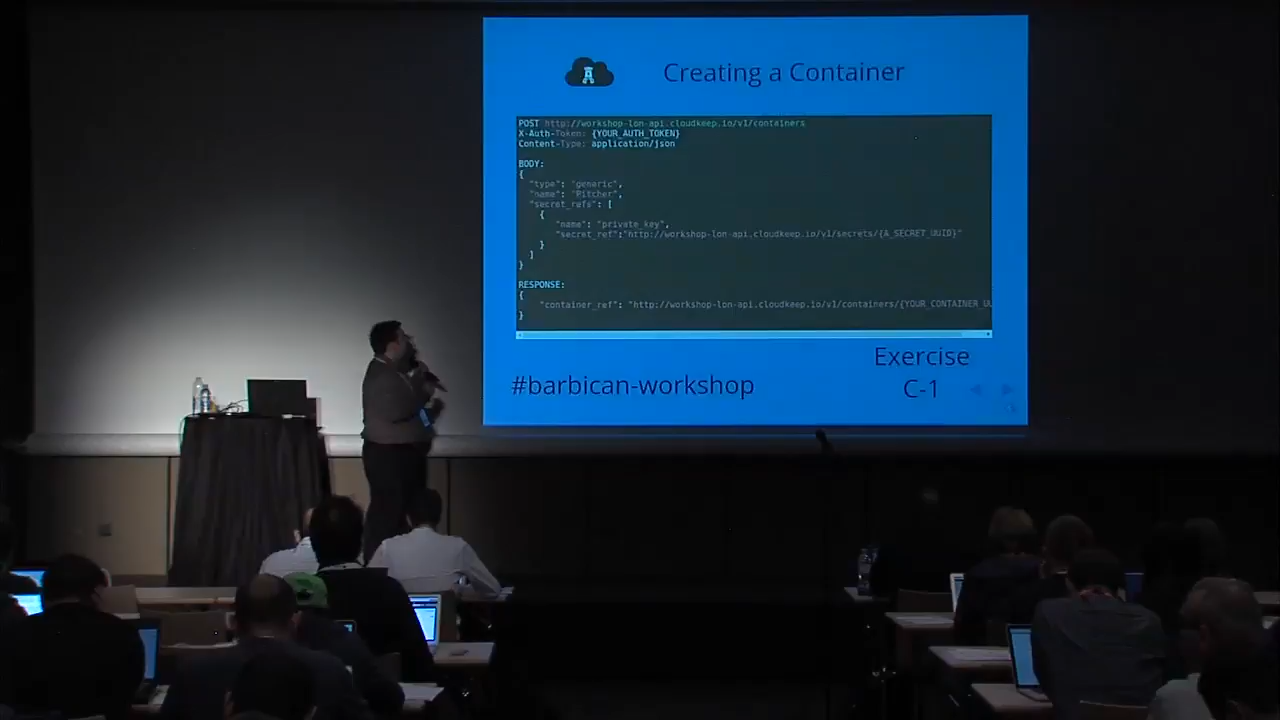 Creating a Container
POST http://workshop-lon-api.cloudkeep.io/v1/containers
X-Auth-Token: {YOUR_AUTH_TOKEN}
Content-Type: application/json
BODY:
{
"type": "generic",
"name": "Pitcher",
"secret_refs": [
{
"name": "private_key",
"secret_ref":"http://workshop-lon-api.cloudkeep.io/v1/secrets/{A_SECRET_UUID}"
}
]
}
RESPONSE:
{
"container_ref": "http://workshop-lon-api.cloudkeep.io/v1/containers/{YOUR_CONTAINER_UU
}
Exercise
C-1
#barbican-workshop